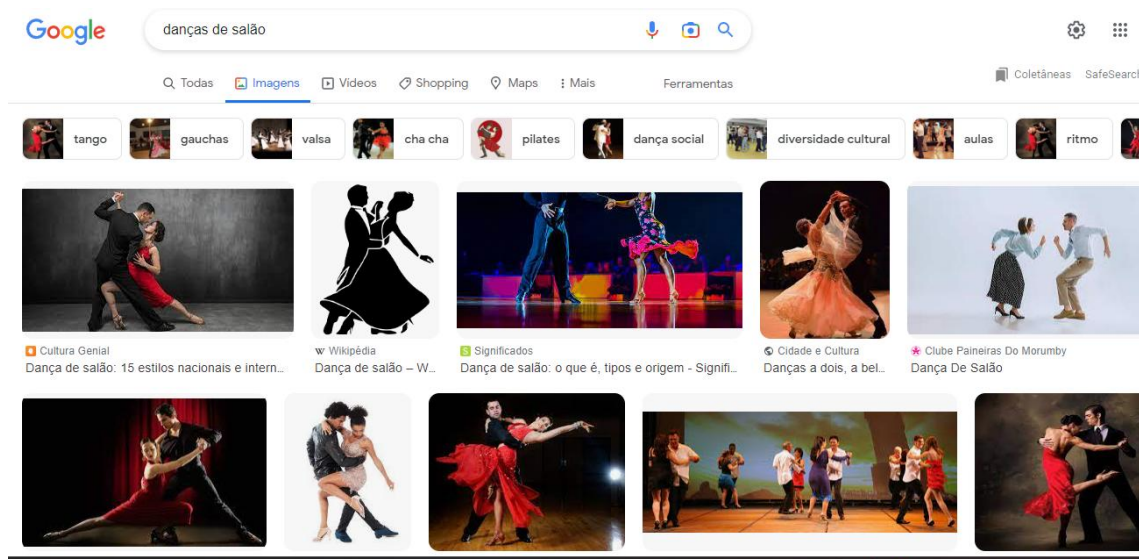 Google
danças de salão
Todas Imagens Vídeos Shopping Maps Mais Ferramentas
Coletâneas SafeSearch
tango gauchas valsa cha cha pilates dança social diversidade cultural aulas ritmo
Cultura Genial
Dança de salão: 15 estilos nacionais e intern...
W Wikipédia
Dança de salão – W...
S Significados
Dança de salão: o que é, tipos e origem - Signifi...
Cidade e Cultura
Danças a dois, a bel...
Clube Paineiras Do Morumby
Dança De Salão